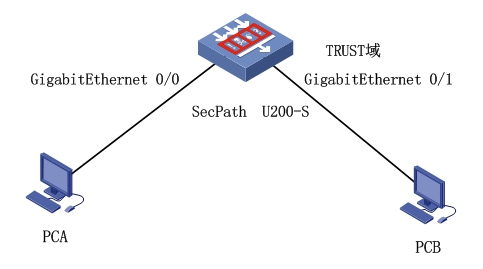 TRUST域
GigabitEthernet 0/0
GigabitEthernet 0/1
SecPath U200-S
PCA
PCB